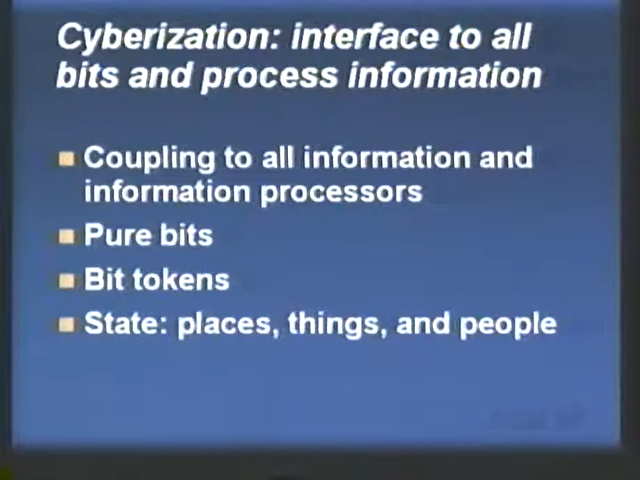 Cyberization: interface to all
bits and process information
Coupling to all information and
information processors
Pure bits
Bit tokens
State: places, things, and people